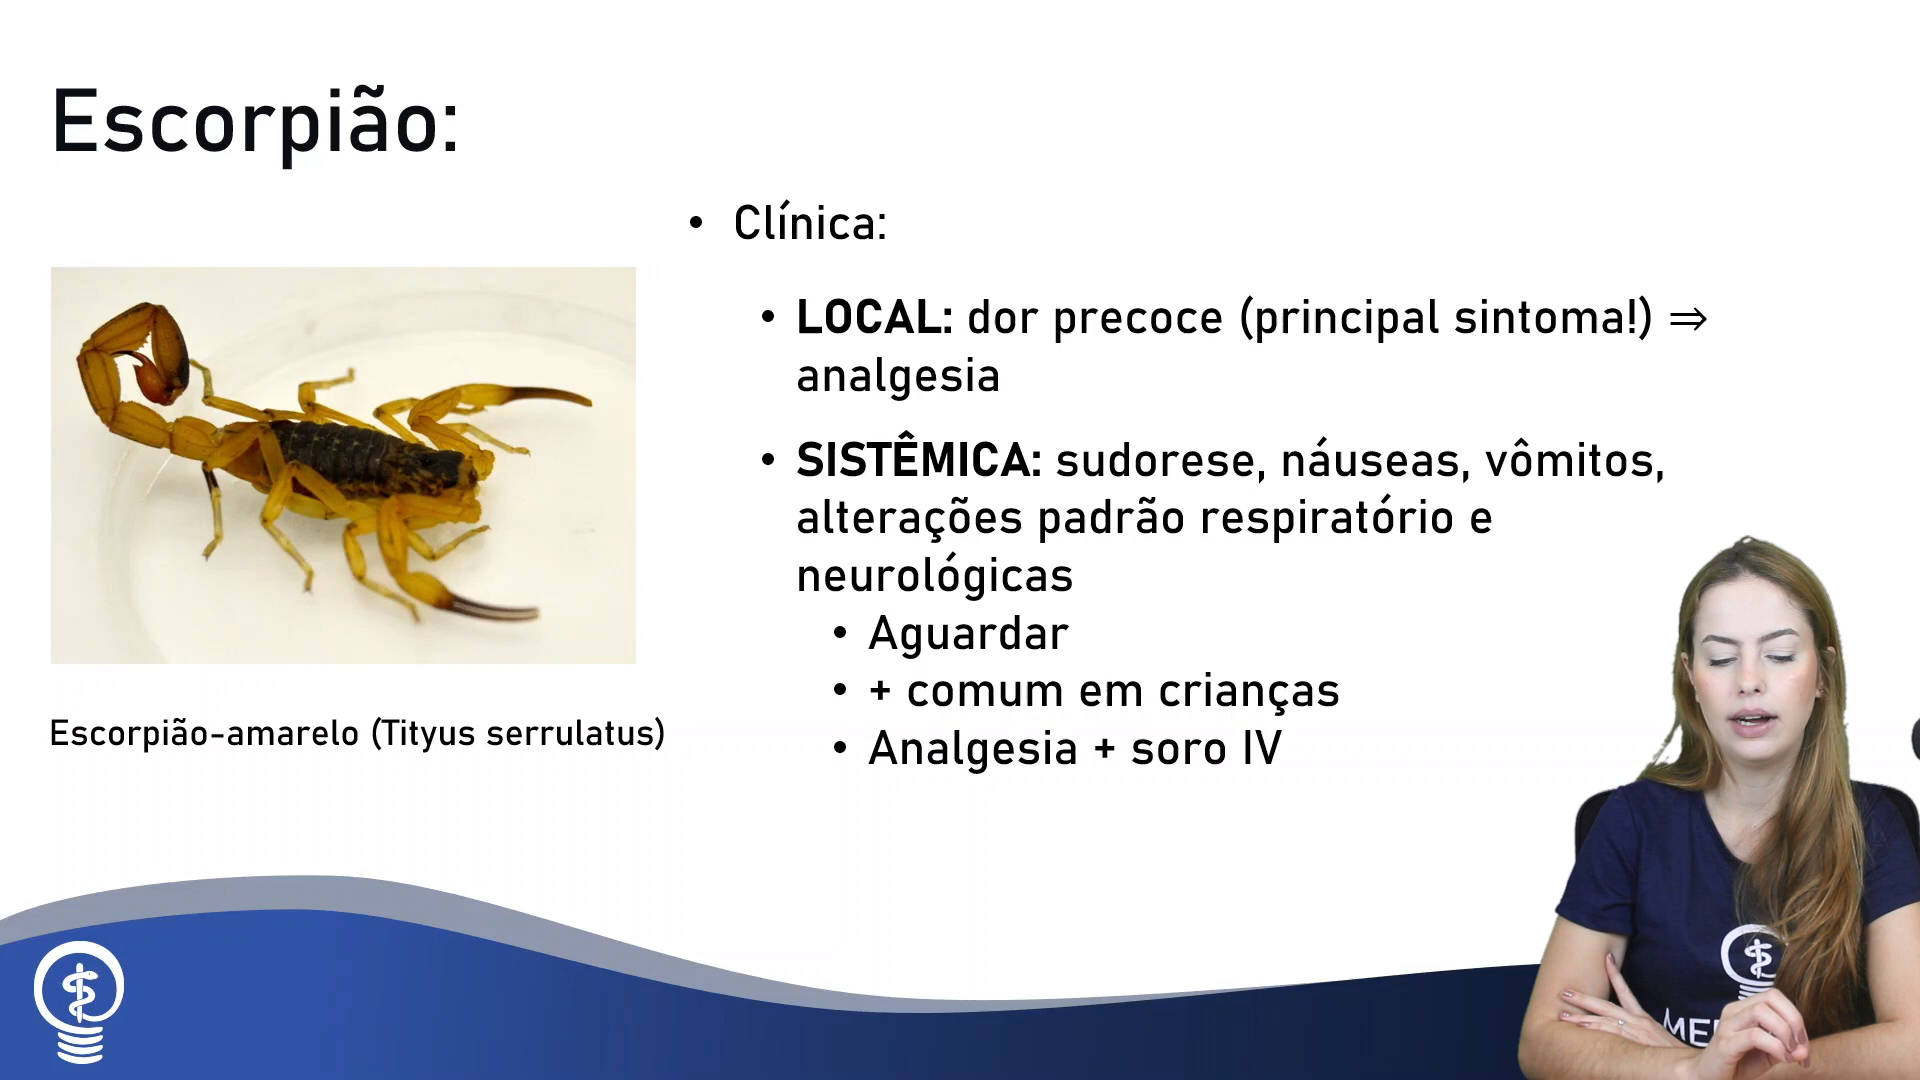 Escorpião:
• Clínica:
• LOCAL: dor precoce (principal sintoma!) ⇒
analgesia
• SISTÊMICA: sudorese, náuseas, vômitos,
alterações padrão respiratório e
neurológicas
• Aguardar
• + comum em crianças
• Analgesia + soro IV
Escorpião-amarelo (Tityus serrulatus)